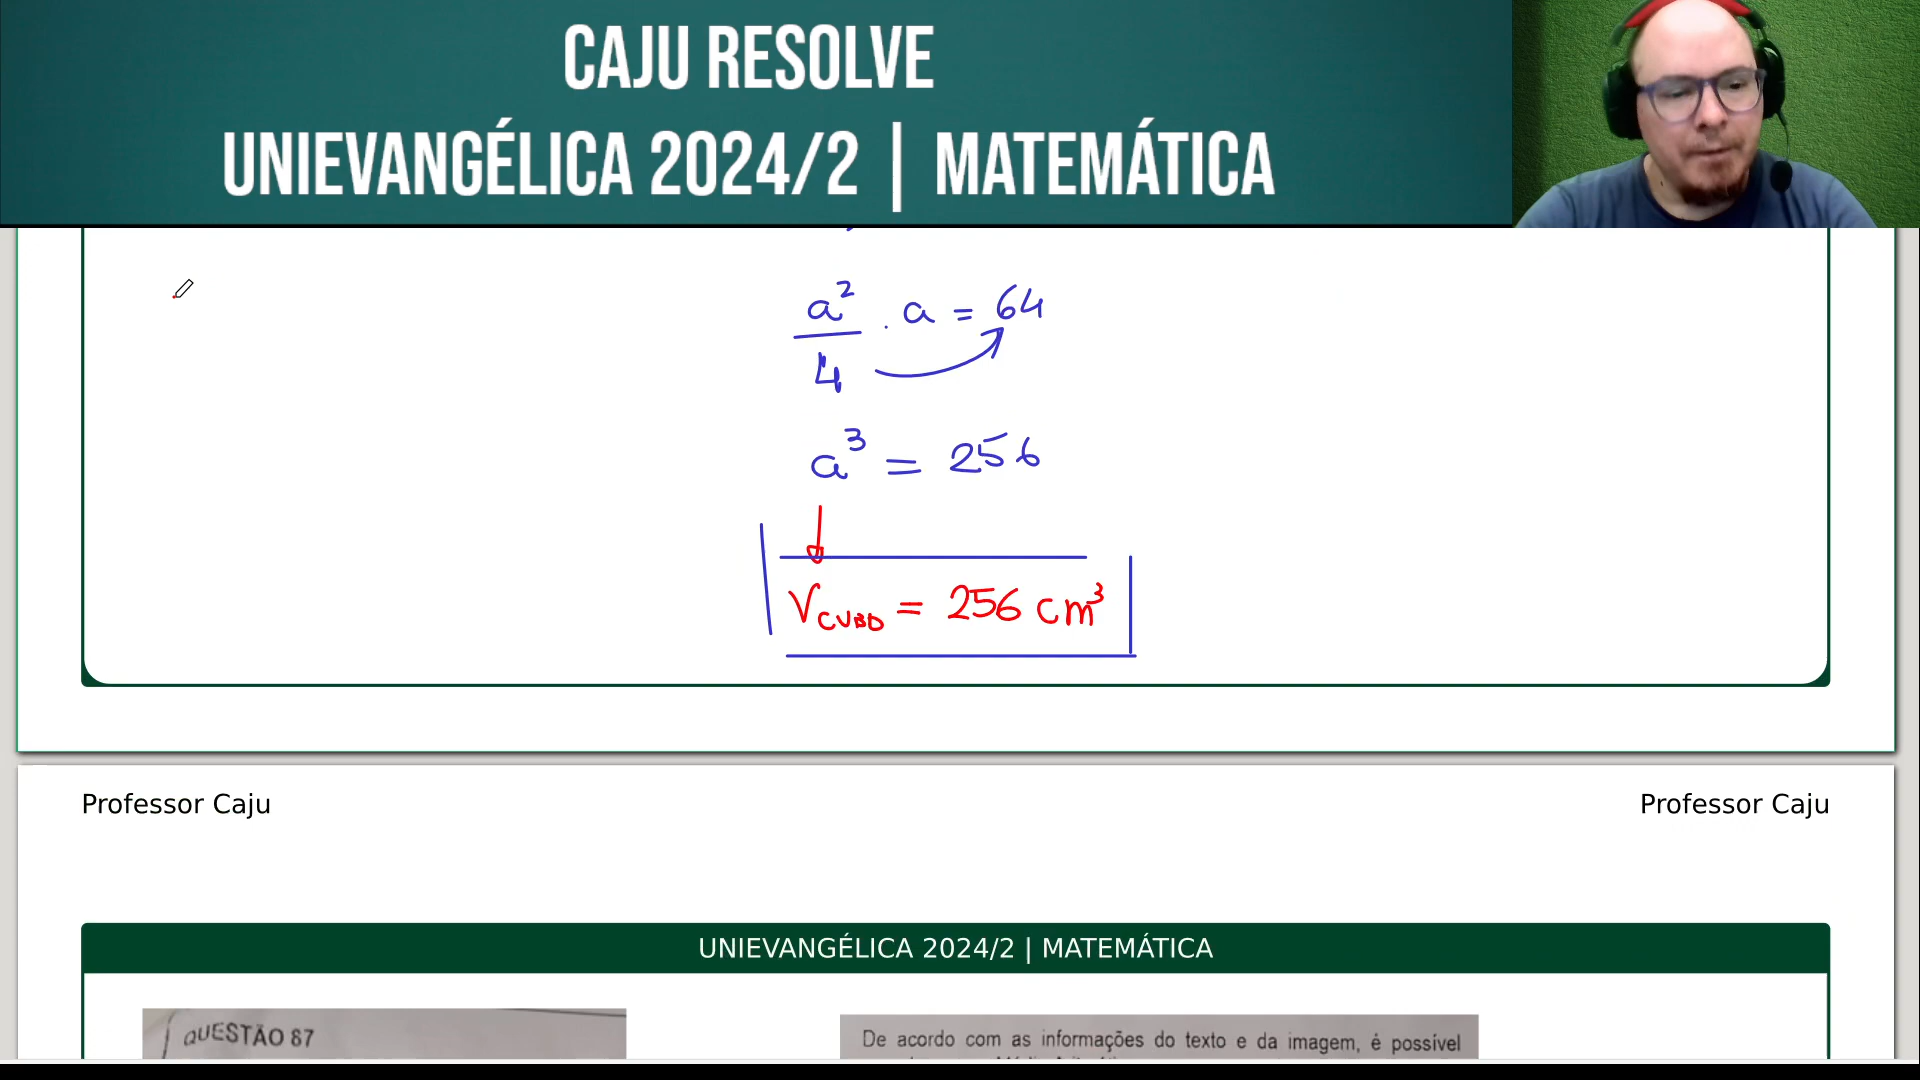 CAJU RESOLVE
UNIEVANGÉLICA 2024/2 | MATEMÁTICA
a²/4 . a = 64
a³ = 256
VCUBO = 256 cm³
Professor Caju
Professor Caju
UNIEVANGÉLICA 2024/2 | MATEMÁTICA
QUESTÃO 87
De acordo com as informações do texto e da imagem, é possível